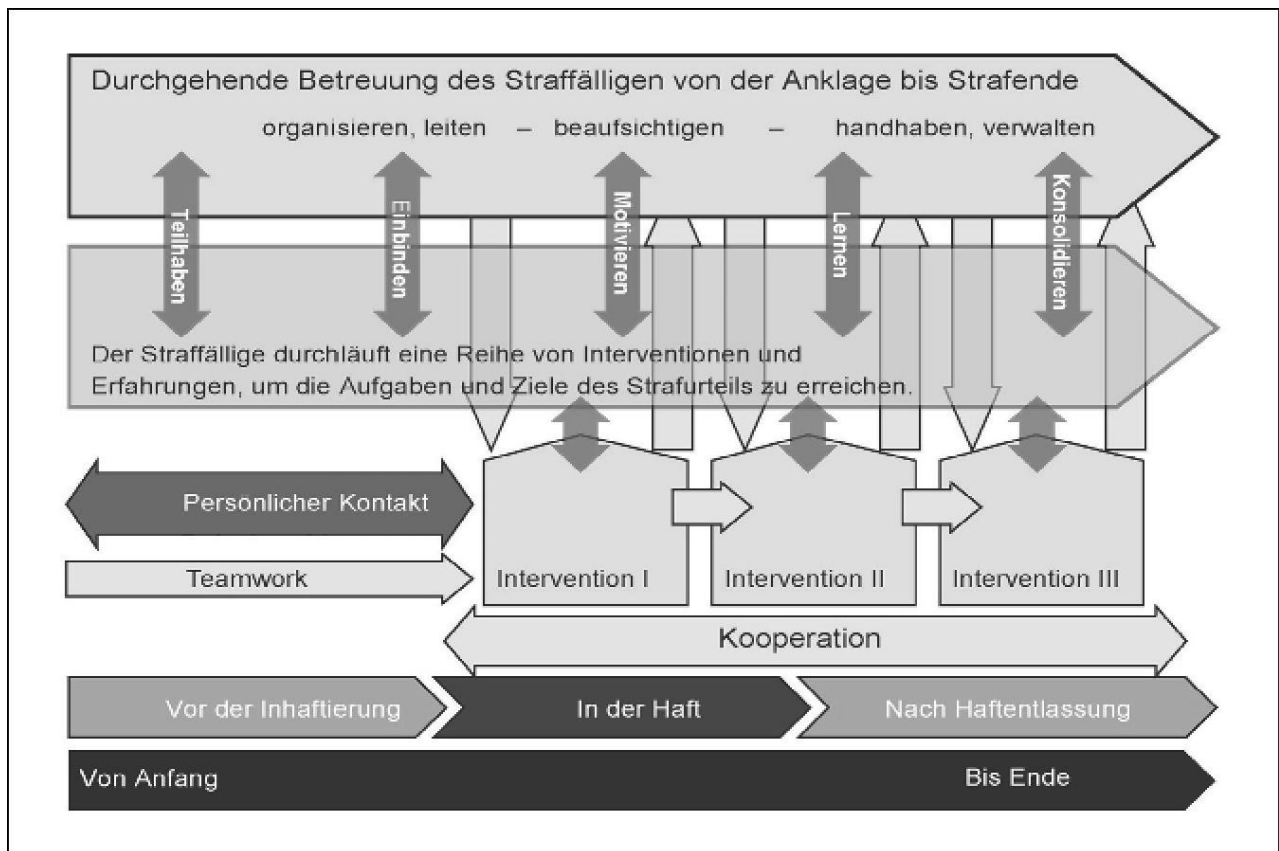 Durchgehende Betreuung des Straffälligen von der Anklage bis Strafende
organisieren, leiten – beaufsichtigen – handhaben, verwalten
Teilhaben
Einbinden
Motivieren
Lernen
Konsolidieren
Der Straffällige durchläuft eine Reihe von Interventionen und
Erfahrungen, um die Aufgaben und Ziele des Strafurteils zu erreichen.
Persönlicher Kontakt
Teamwork
Intervention I
Intervention II
Intervention III
Kooperation
Vor der Inhaftierung
In der Haft
Nach Haftentlassung
Von Anfang
Bis Ende